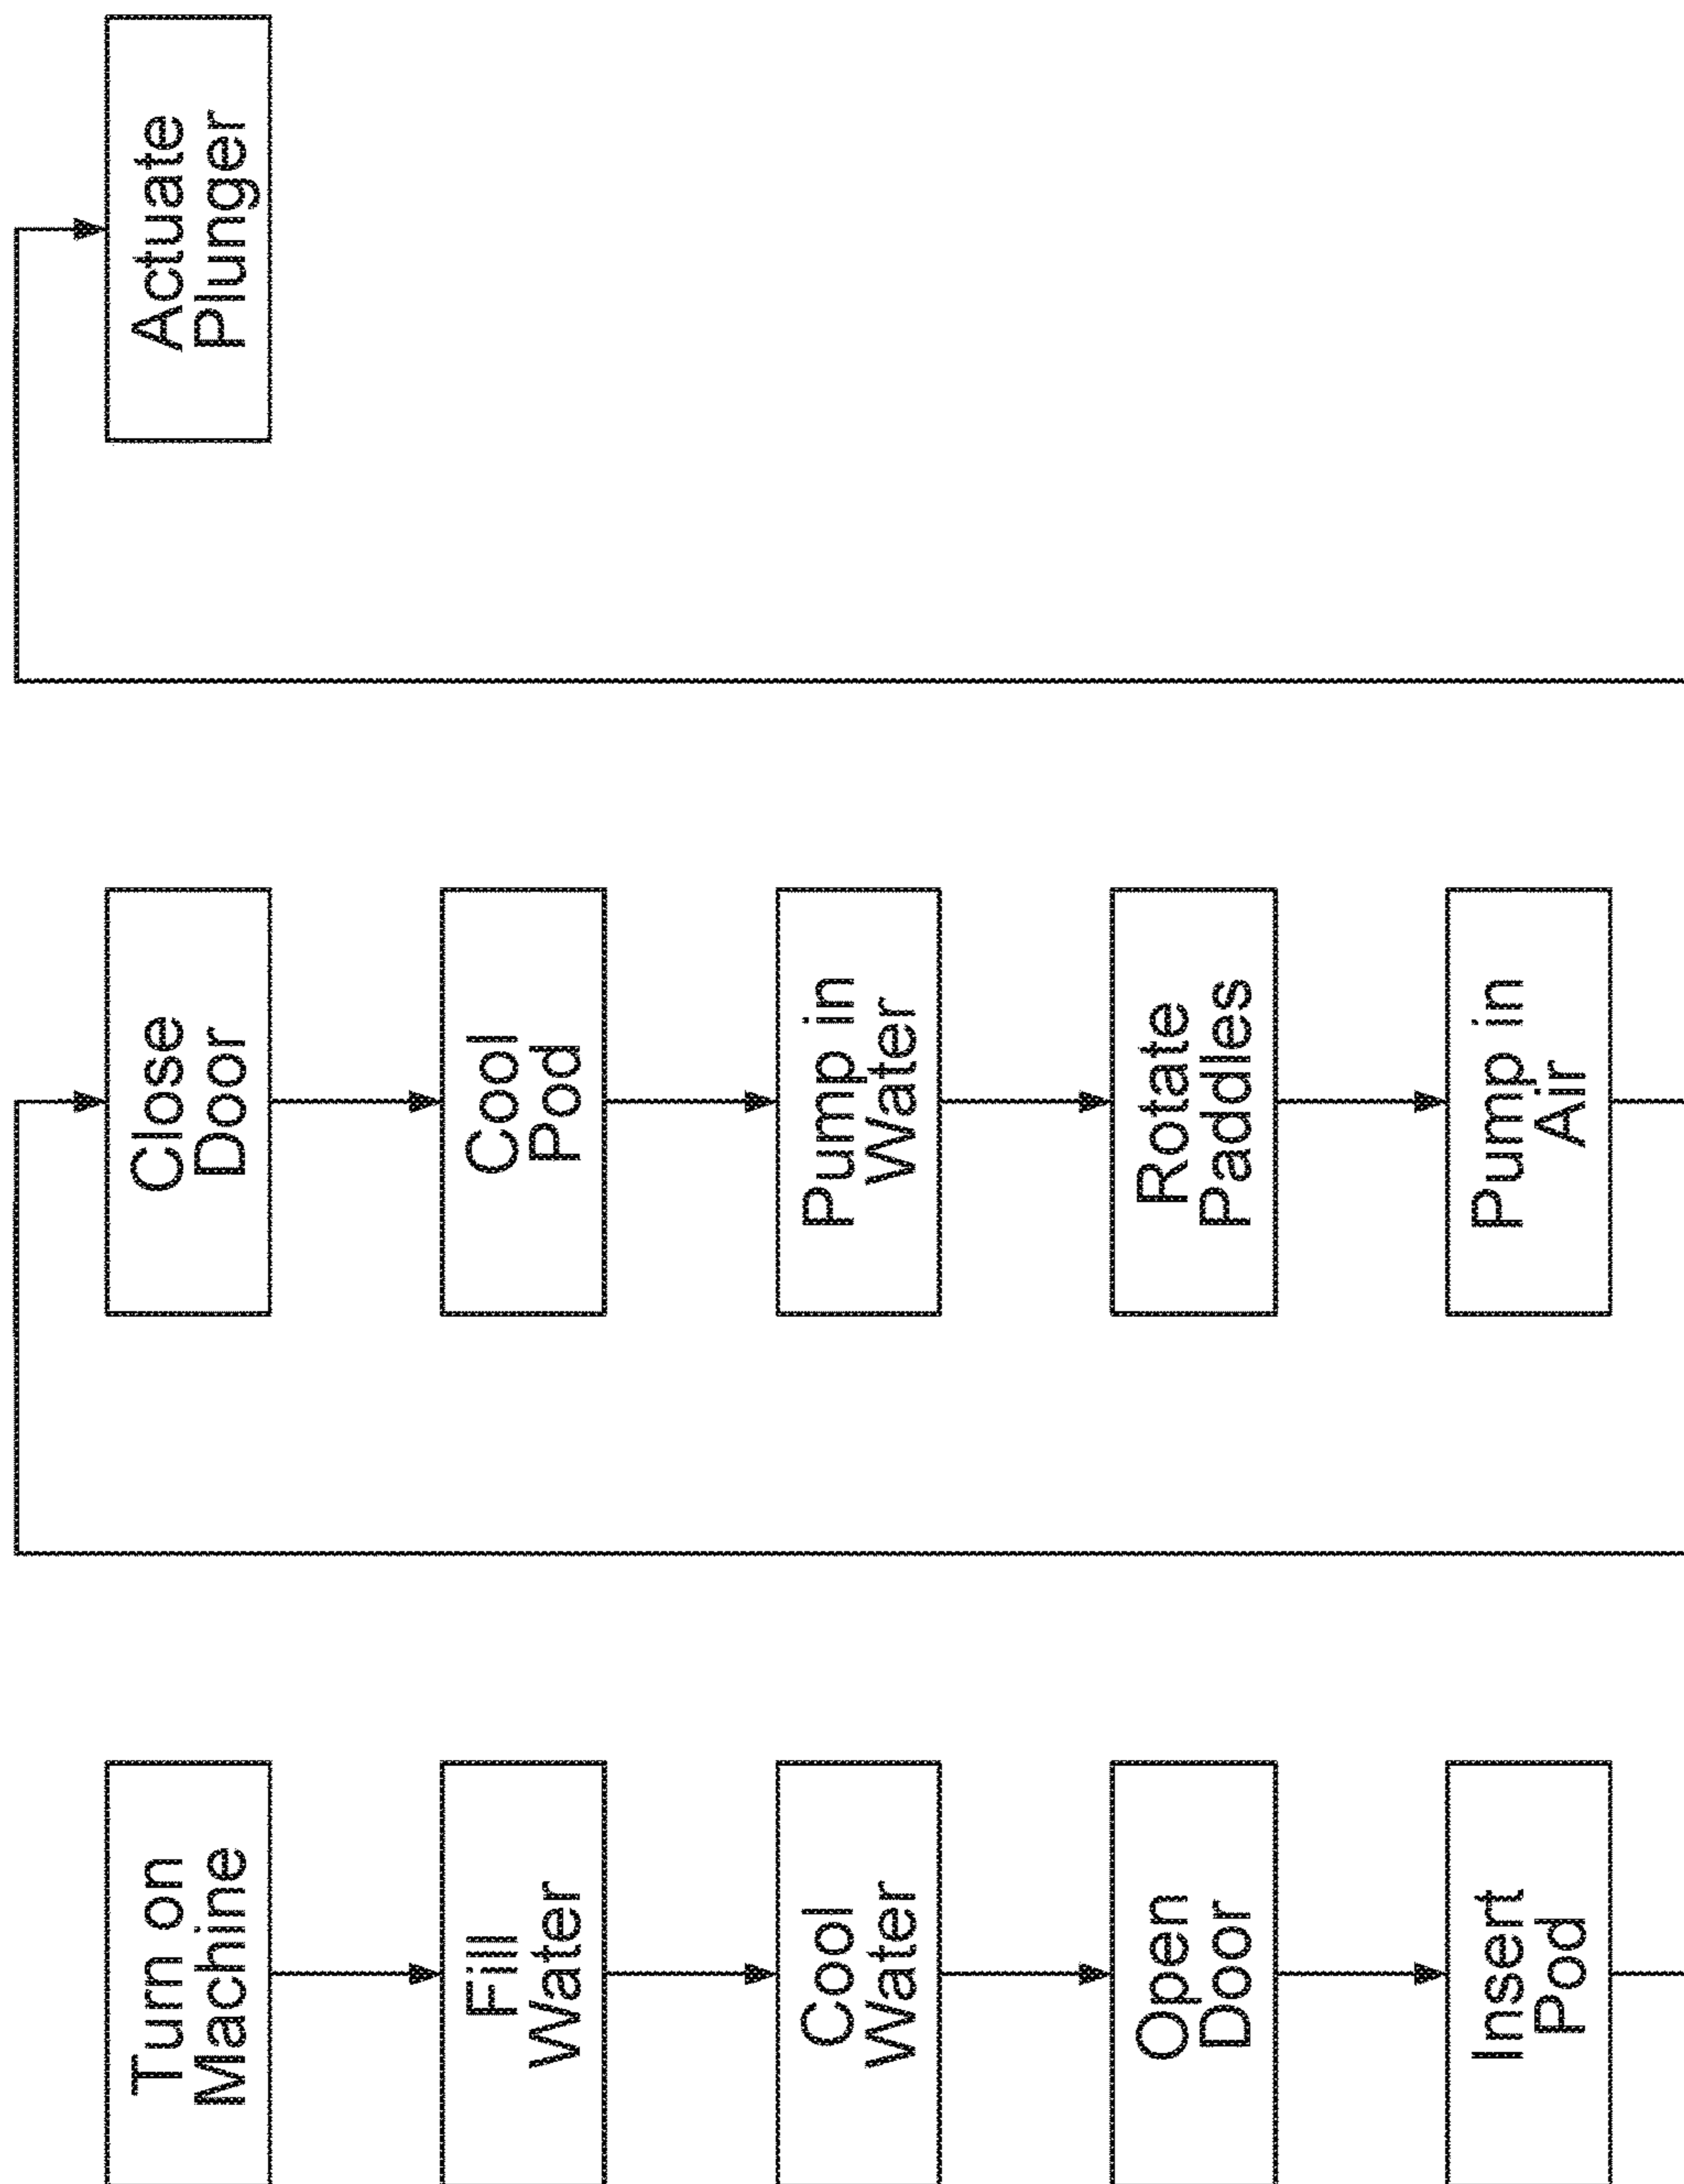 Turn on
Machine
Fill
Water
Cool
Water
Open
Door
Insert
Pod
Close
Door
Cool
Pod
Pump in
Water
Rotate
Paddles
Pump in
Air
Actuate
Plunger